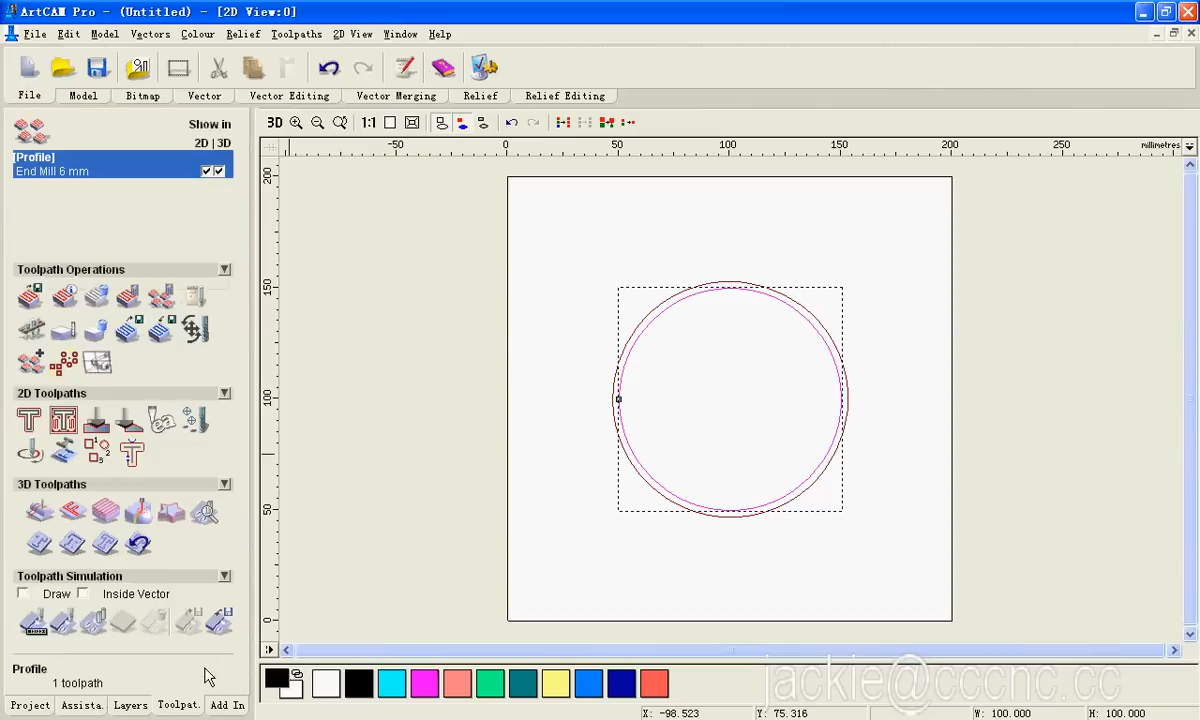 ArtCAM Pro - (Untitled) - [2D View:0]
File Edit Model Vectors Colour Relief Toolpaths 2D View Window Help
File Model Bitmap Vector Vector Editing Vector Merging Relief Relief Editing
Show in
2D | 3D
[Profile]
End Mill 6 mm
3D 1:1
-50 0 50 100 150 200 250 millimetres
200
150
100
50
0
Toolpath Operations
2D Toolpaths
3D Toolpaths
Toolpath Simulation
Draw Inside Vector
Profile
1 toolpath
Project Assista. Layers Toolpat. Add In
jackie@cccnc.cc
X: -98.523 Y: 75.316 W: 100.000 H: 100.000